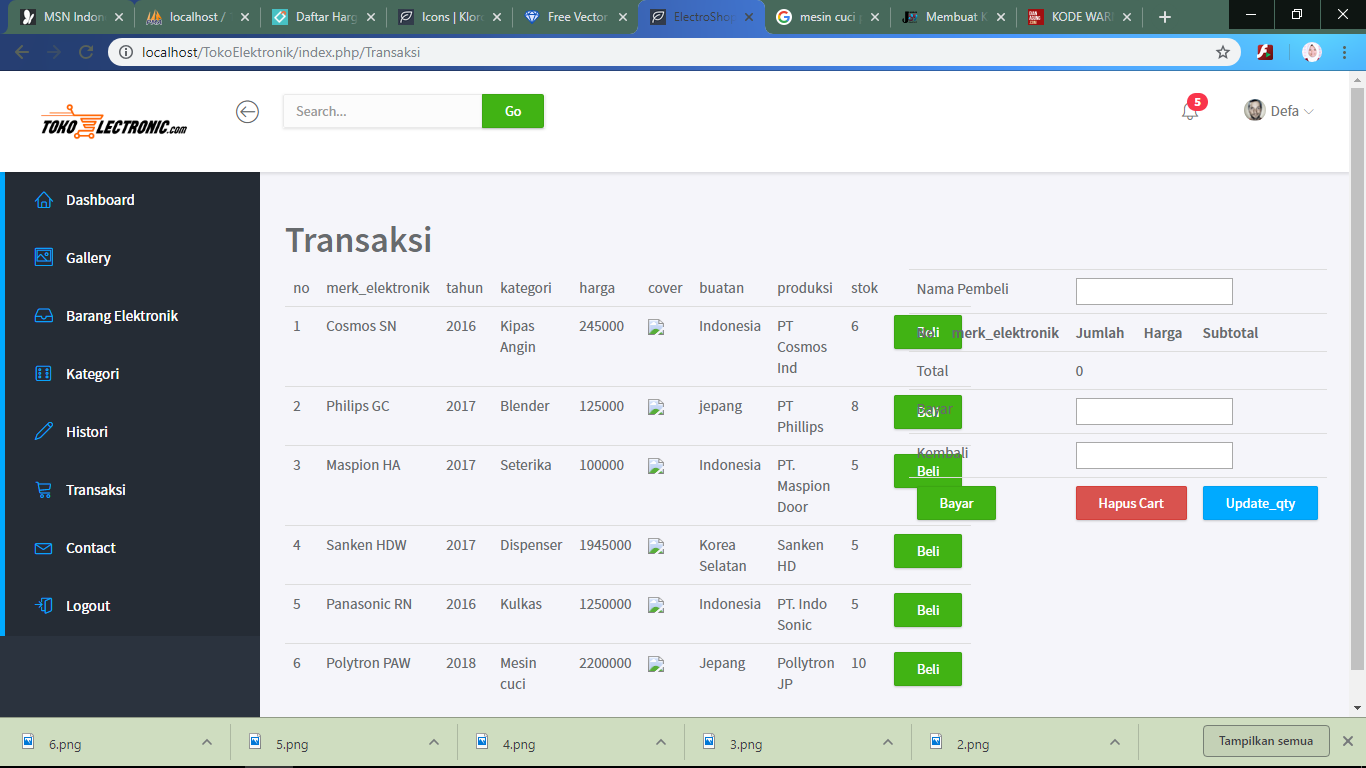 MSN Indon
localhost /
Daftar Harg
Icons | Klor
Free Vector
ElectroShop
mesin cuci p
Membuat K
KODE WAR
localhost/TokoElektronik/index.php/Transaksi
TOKO ELECTRONIC.com
Search...
Go
5
Defa
Dashboard
Gallery
Barang Elektronik
Kategori
Histori
Transaksi
Contact
Logout
Transaksi
no merk_elektronik tahun kategori harga cover buatan produksi stok
1 Cosmos SN 2016 Kipas Angin 245000 Indonesia PT Cosmos Ind 6 Beli
2 Philips GC 2017 Blender 125000 jepang PT Phillips 8 Beli
3 Maspion HA 2017 Seterika 100000 Indonesia PT. Maspion Door 5 Beli
4 Sanken HDW 2017 Dispenser 1945000 Korea Selatan Sanken HD 5 Beli
5 Panasonic RN 2016 Kulkas 1250000 Indonesia PT. Indo Sonic 5 Beli
6 Polytron PAW 2018 Mesin cuci 2200000 Jepang Pollytron JP 10 Beli
Nama Pembeli
No merk_elektronik Jumlah Harga Subtotal
Total 0
Bayar
Kembali
Bayar Hapus Cart Update_qty
6.png
5.png
4.png
3.png
2.png
Tampilkan semua